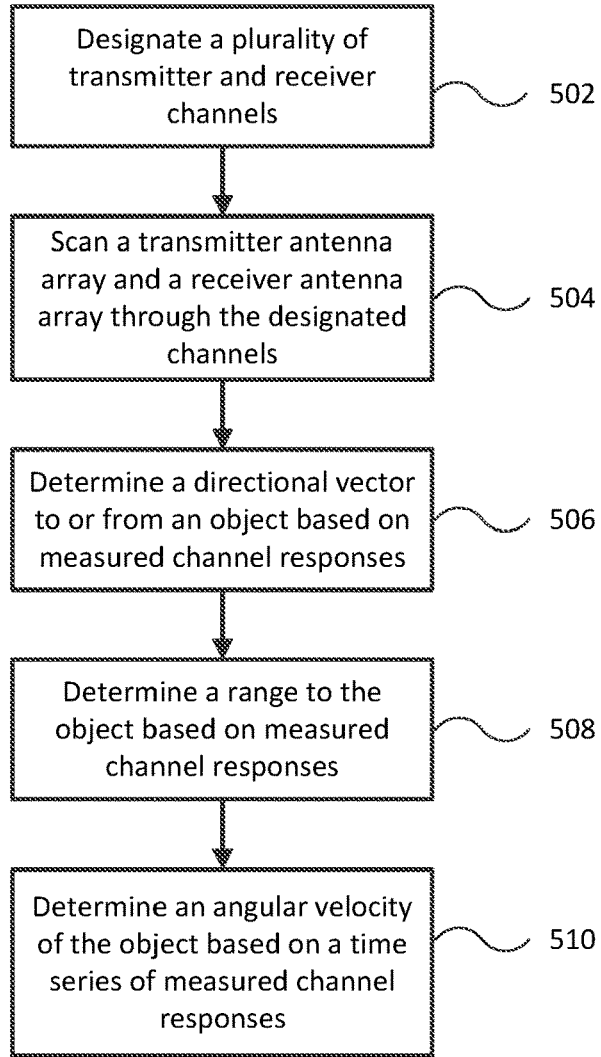 Designate a plurality of
transmitter and receiver
channels
502
Scan a transmitter antenna
array and a receiver antenna
array through the designated
channels
504
Determine a directional vector
to or from an object based on
measured channel responses
506
Determine a range to the
object based on measured
channel responses
508
Determine an angular velocity
of the object based on a time
series of measured channel
responses
510